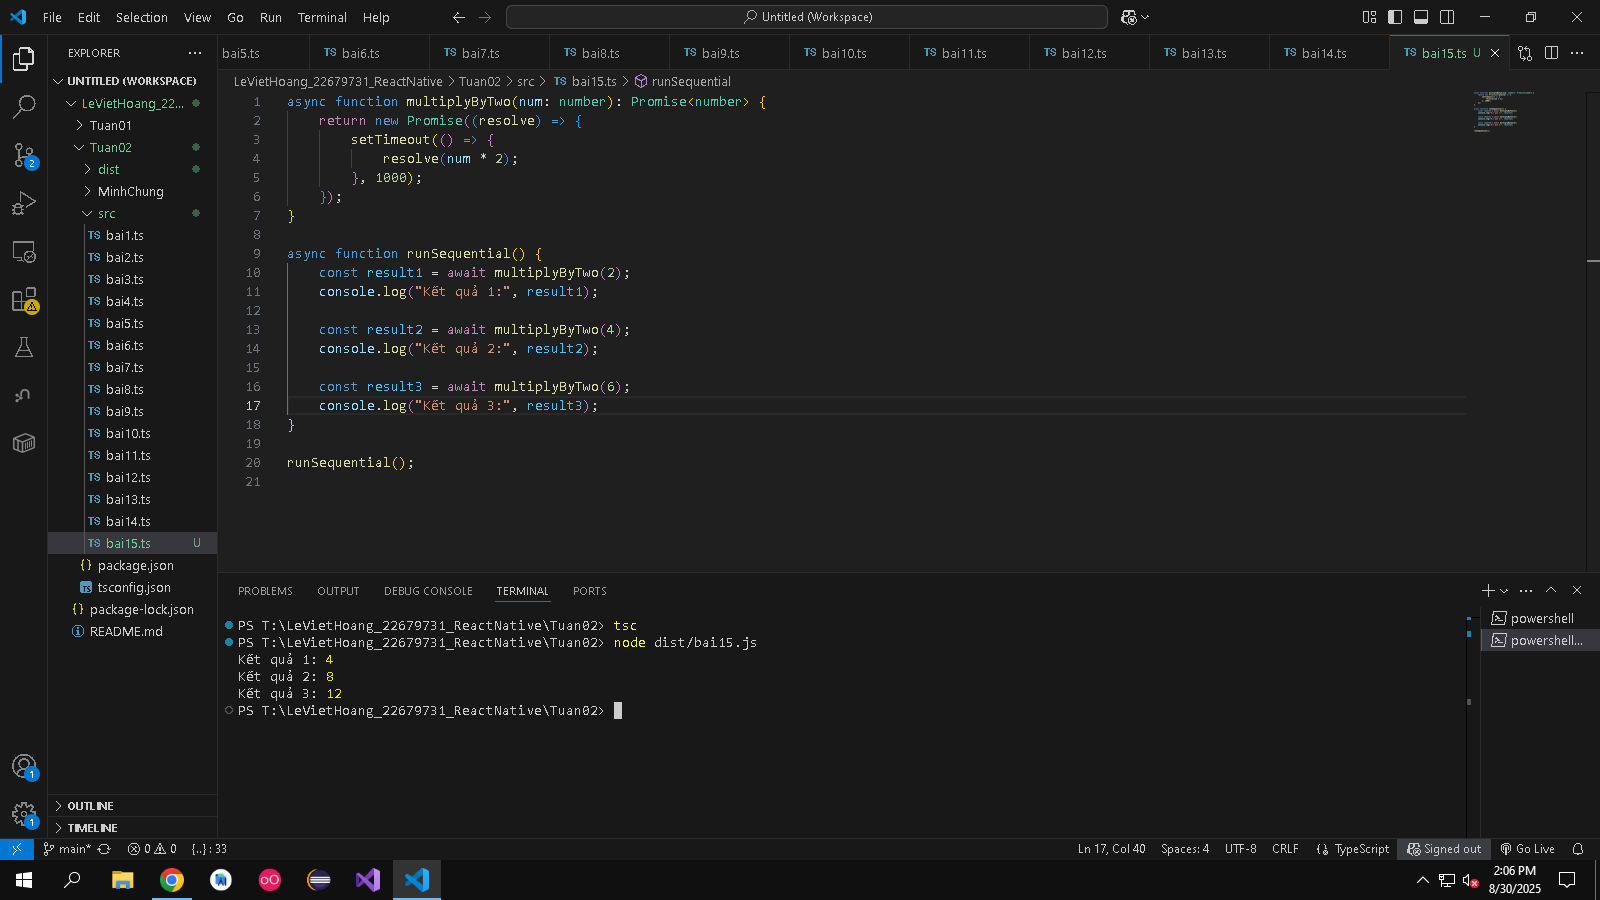 File Edit Selection View Go Run Terminal Help
Untitled (Workspace)
EXPLORER
UNTITLED (WORKSPACE)
LeVietHoang_22...
Tuan01
Tuan02
dist
MinhChung
src
TS bai1.ts
TS bai2.ts
TS bai3.ts
TS bai4.ts
TS bai5.ts
TS bai6.ts
TS bai7.ts
TS bai8.ts
TS bai9.ts
TS bai10.ts
TS bai11.ts
TS bai12.ts
TS bai13.ts
TS bai14.ts
TS bai15.ts U
{} package.json
TS tsconfig.json
{} package-lock.json
README.md
OUTLINE
TIMELINE
2
1
1
bai5.ts TS bai6.ts TS bai7.ts TS bai8.ts TS bai9.ts TS bai10.ts TS bai11.ts TS bai12.ts TS bai13.ts TS bai14.ts TS bai15.ts U
LeVietHoang_22679731_ReactNative > Tuan02 > src > TS bai15.ts > runSequential
1 async function multiplyByTwo(num: number): Promise<number> {
2 return new Promise((resolve) => {
3 setTimeout(() => {
4 resolve(num * 2);
5 }, 1000);
6 });
7 }
8
9 async function runSequential() {
10 const result1 = await multiplyByTwo(2);
11 console.log("Kết quả 1:", result1);
12
13 const result2 = await multiplyByTwo(4);
14 console.log("Kết quả 2:", result2);
15
16 const result3 = await multiplyByTwo(6);
17 console.log("Kết quả 3:", result3);
18 }
19
20 runSequential();
21
PROBLEMS OUTPUT DEBUG CONSOLE TERMINAL PORTS
PS T:\LeVietHoang_22679731_ReactNative\Tuan02> tsc
PS T:\LeVietHoang_22679731_ReactNative\Tuan02> node dist/bai15.js
Kết quả 1: 4
Kết quả 2: 8
Kết quả 3: 12
PS T:\LeVietHoang_22679731_ReactNative\Tuan02>
powershell
powershell...
main* 0 0 {..} : 33
Ln 17, Col 40 Spaces: 4 UTF-8 CRLF TypeScript Signed out Go Live
2:06 PM
8/30/2025